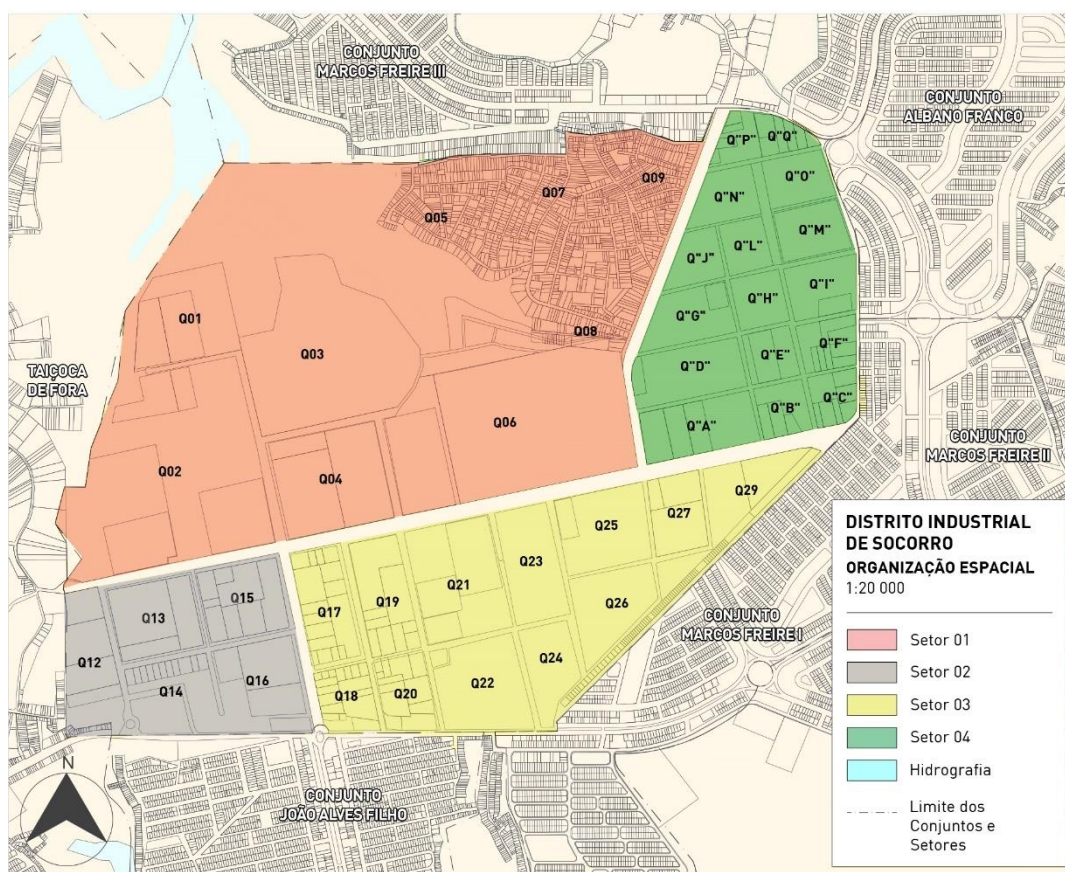 CONJUNTO
MARCOS FREIRE III
CONJUNTO
ALBANO FRANCO
Q"P"
Q"Q"
Q07
Q09
Q"O"
Q05
Q"N"
Q"M"
Q"L"
Q"J"
Q"I"
Q"H"
Q01
Q"G"
Q08
Q03
Q"F"
Q"E"
TAIÇOCA
DE FORA
Q"D"
Q"C"
Q"B"
Q06
Q"A"
CONJUNTO
MARCOS FREIRE II
Q02
Q04
Q29
Q27
Q25
Q23
Q21
Q15
Q19
Q17
Q13
Q26
CONJUNTO
MARCOS FREIRE I
Q12
Q24
Q16
Q22
Q14
Q18
Q20
N
CONJUNTO
JOÃO ALVES FILHO
DISTRITO INDUSTRIAL
DE SOCORRO
ORGANIZAÇÃO ESPACIAL
1:20 000
Setor 01
Setor 02
Setor 03
Setor 04
Hidrografia
Limite dos
Conjuntos e
Setores